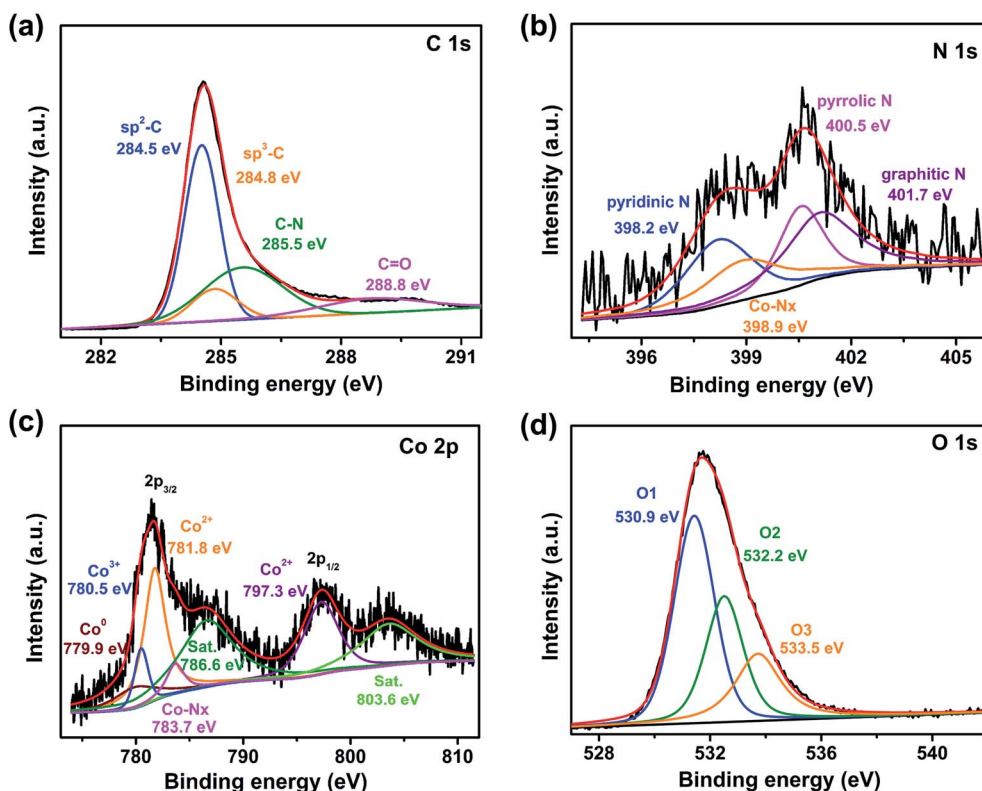 (a)
C 1s
sp²-C
284.5 eV
sp³-C
284.8 eV
C-N
285.5 eV
C=O
288.8 eV
Intensity (a.u.)
282 285 288 291
Binding energy (eV)
(b)
N 1s
pyrrolic N
400.5 eV
graphitic N
401.7 eV
pyridinic N
398.2 eV
Co-Nx
398.9 eV
Intensity (a.u.)
396 399 402 405
Binding energy (eV)
(c)
Co 2p
2p₃/₂
Co²⁺
781.8 eV
Co³⁺
780.5 eV
Co⁰
779.9 eV
Sat.
786.6 eV
Co-Nx
783.7 eV
Co²⁺
797.3 eV
2p₁/₂
Sat.
803.6 eV
Intensity (a.u.)
780 790 800 810
Binding energy (eV)
(d)
O 1s
O1
530.9 eV
O2
532.2 eV
O3
533.5 eV
Intensity (a.u.)
528 532 536 540
Binding energy (eV)